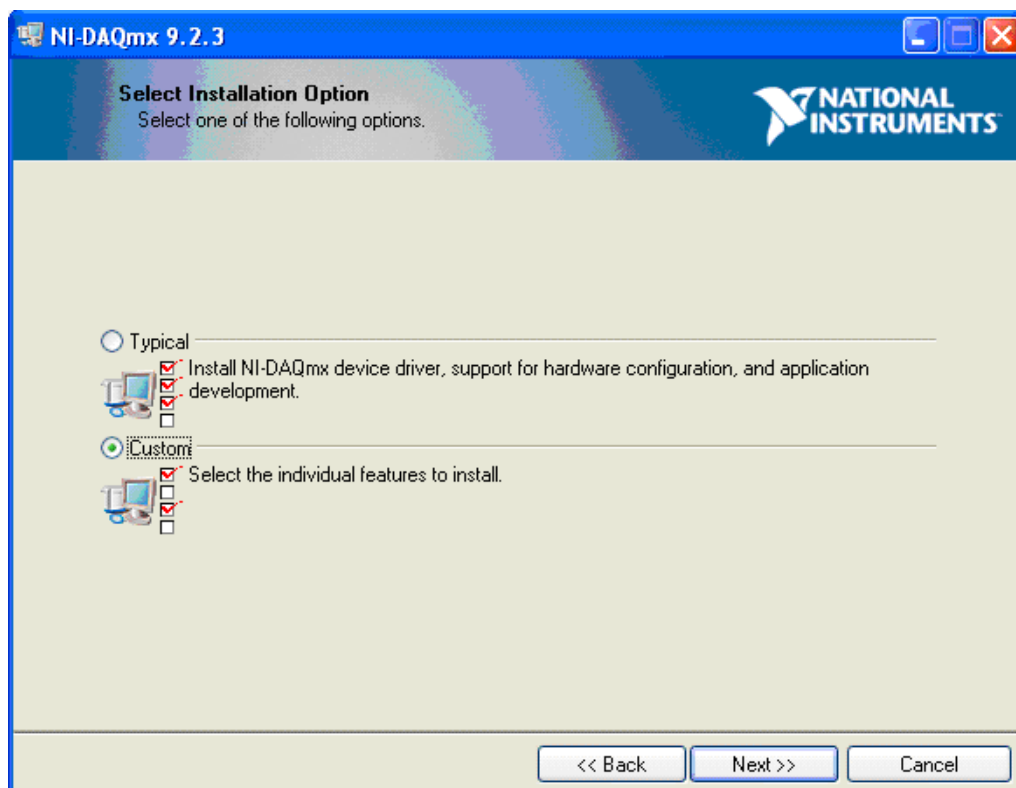 NI-DAQmx 9.2.3
Select Installation Option
Select one of the following options.
NATIONAL
INSTRUMENTS
Typical
Install NI-DAQmx device driver, support for hardware configuration, and application
development.
Custom
Select the individual features to install.
<< Back
Next >>
Cancel